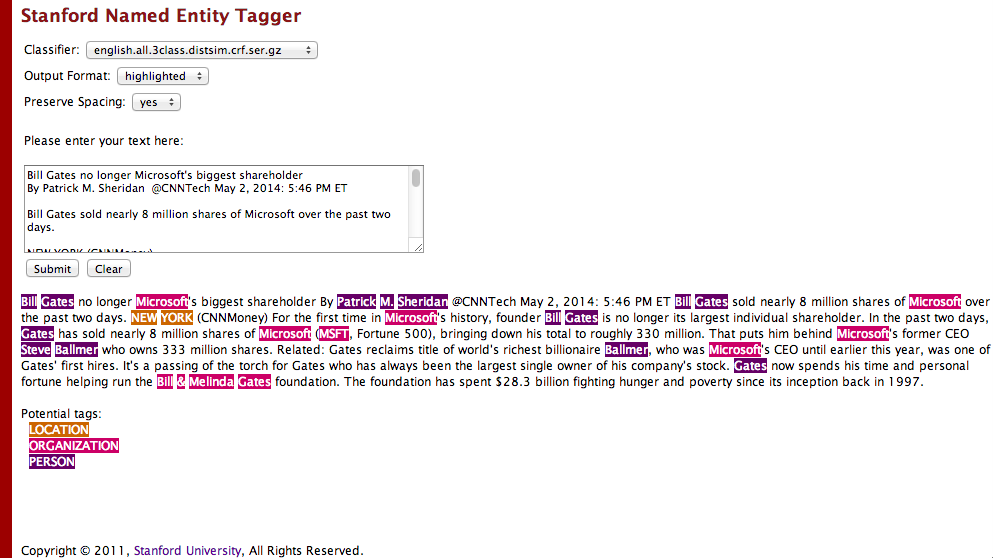 Stanford Named Entity Tagger
Classifier: english.all.3class.distsim.crf.ser.gz
Output Format: highlighted
Preserve Spacing: yes
Please enter your text here:
Bill Gates no longer Microsoft's biggest shareholder
By Patrick M. Sheridan @CNNTech May 2, 2014: 5:46 PM ET
Bill Gates sold nearly 8 million shares of Microsoft over the past two
days.
NEW YORK (CNNMoney)
Submit Clear
Bill Gates no longer Microsoft's biggest shareholder By Patrick M. Sheridan @CNNTech May 2, 2014: 5:46 PM ET Bill Gates sold nearly 8 million shares of Microsoft over
the past two days. NEW YORK (CNNMoney) For the first time in Microsoft's history, founder Bill Gates is no longer its largest individual shareholder. In the past two days,
Gates has sold nearly 8 million shares of Microsoft (MSFT, Fortune 500), bringing down his total to roughly 330 million. That puts him behind Microsoft's former CEO
Steve Ballmer who owns 333 million shares. Related: Gates reclaims title of world's richest billionaire Ballmer, who was Microsoft's CEO until earlier this year, was one of
Gates' first hires. It's a passing of the torch for Gates who has always been the largest single owner of his company's stock. Gates now spends his time and personal
fortune helping run the Bill & Melinda Gates foundation. The foundation has spent $28.3 billion fighting hunger and poverty since its inception back in 1997.
Potential tags:
LOCATION
ORGANIZATION
PERSON
Copyright © 2011, Stanford University, All Rights Reserved.